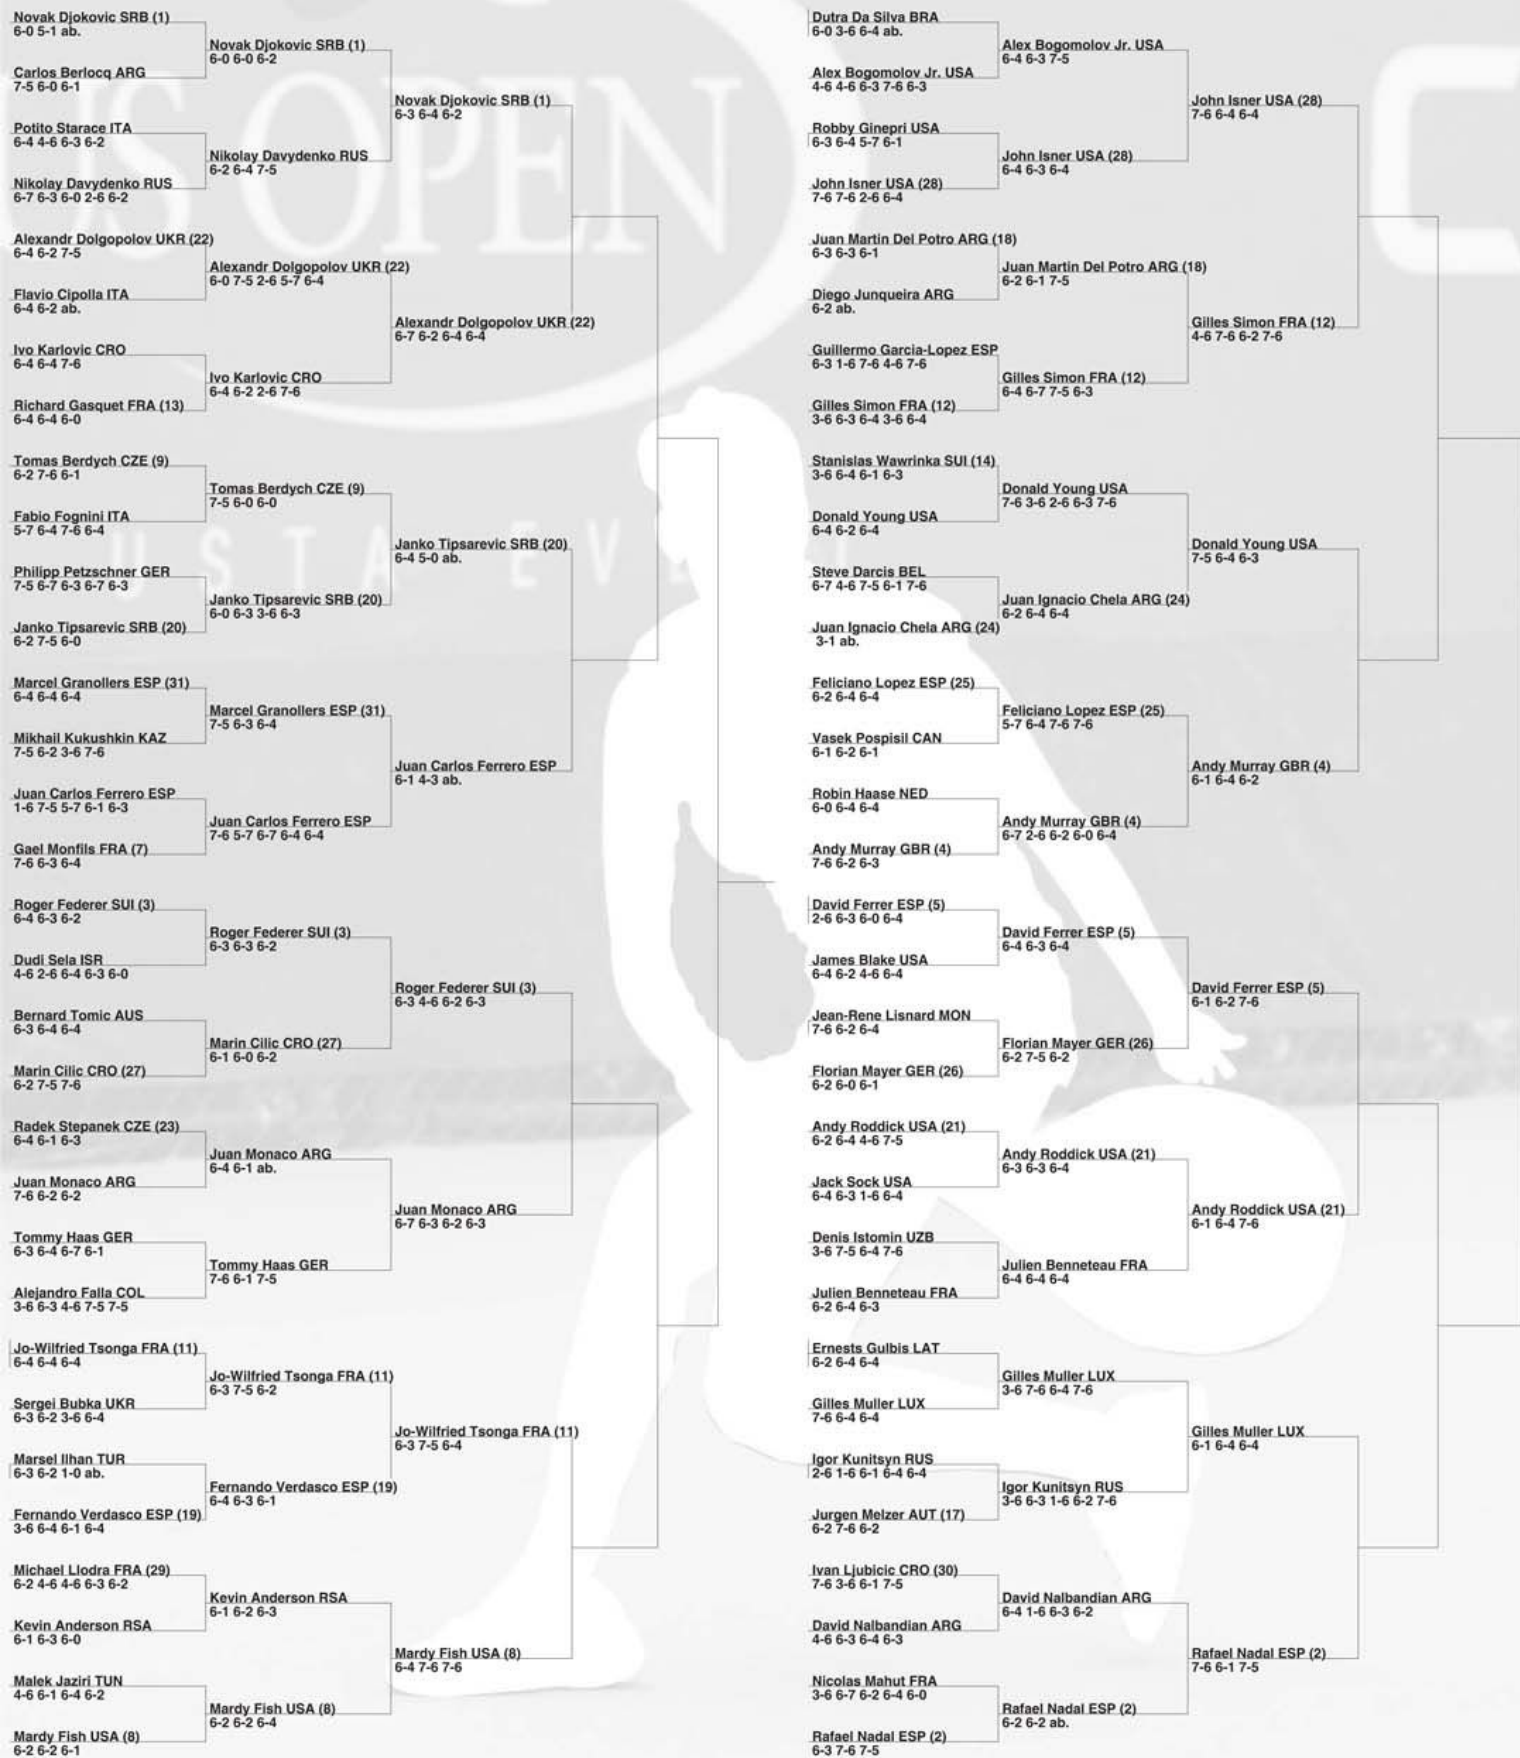 US OPEN
USTA EV
C
Novak Djokovic SRB (1)
6-0 5-1 ab.
Carlos Berlocq ARG
7-5 6-0 6-1
Potito Starace ITA
6-4 4-6 6-3 6-2
Nikolay Davydenko RUS
6-7 6-3 6-0 2-6 6-2
Alexandr Dolgopolov UKR (22)
6-4 6-2 7-5
Flavio Cipolla ITA
6-4 6-2 ab.
Ivo Karlovic CRO
6-4 6-4 7-6
Richard Gasquet FRA (13)
6-4 6-4 6-0
Tomas Berdych CZE (9)
6-2 7-6 6-1
Fabio Fognini ITA
5-7 6-4 7-6 6-4
Philipp Petzschner GER
7-5 6-7 6-3 6-7 6-3
Janko Tipsarevic SRB (20)
6-2 7-5 6-0
Marcel Granollers ESP (31)
6-4 6-4 6-4
Mikhail Kukushkin KAZ
7-5 6-2 3-6 7-6
Juan Carlos Ferrero ESP
1-6 7-5 5-7 6-1 6-3
Gael Monfils FRA (7)
7-6 6-3 6-4
Roger Federer SUI (3)
6-4 6-3 6-2
Dudi Sela ISR
4-6 2-6 6-4 6-3 6-0
Bernard Tomic AUS
6-3 6-4 6-4
Marin Cilic CRO (27)
6-2 7-5 7-6
Radek Stepanek CZE (23)
6-4 6-1 6-3
Juan Monaco ARG
7-6 6-2 6-2
Tommy Haas GER
6-3 6-4 6-7 6-1
Alejandro Falla COL
3-6 6-3 4-6 7-5 7-5
Jo-Wilfried Tsonga FRA (11)
6-4 6-4 6-4
Sergei Bubka UKR
6-3 6-2 3-6 6-4
Marsel Ilhan TUR
6-3 6-2 1-0 ab.
Fernando Verdasco ESP (19)
3-6 6-4 6-1 6-4
Michael Llodra FRA (29)
6-2 4-6 4-6 6-3 6-2
Kevin Anderson RSA
6-1 6-3 6-0
Malek Jaziri TUN
4-6 6-1 6-4 6-2
Mardy Fish USA (8)
6-2 6-2 6-1
Novak Djokovic SRB (1)
6-0 6-0 6-2
Nikolay Davydenko RUS
6-2 6-4 7-5
Alexandr Dolgopolov UKR (22)
6-0 7-5 2-6 5-7 6-4
Ivo Karlovic CRO
6-4 6-2 2-6 7-6
Tomas Berdych CZE (9)
7-5 6-0 6-0
Janko Tipsarevic SRB (20)
6-0 6-3 3-6 6-3
Marcel Granollers ESP (31)
7-5 6-3 6-4
Juan Carlos Ferrero ESP
7-6 5-7 6-7 6-4 6-4
Roger Federer SUI (3)
6-3 6-3 6-2
Marin Cilic CRO (27)
6-1 6-0 6-2
Juan Monaco ARG
6-4 6-1 ab.
Tommy Haas GER
7-6 6-1 7-5
Jo-Wilfried Tsonga FRA (11)
6-3 7-5 6-2
Fernando Verdasco ESP (19)
6-4 6-3 6-1
Kevin Anderson RSA
6-1 6-2 6-3
Mardy Fish USA (8)
6-2 6-2 6-4
Novak Djokovic SRB (1)
6-3 6-4 6-2
Alexandr Dolgopolov UKR (22)
6-7 6-2 6-4 6-4
Janko Tipsarevic SRB (20)
6-4 5-0 ab.
Juan Carlos Ferrero ESP
6-1 4-3 ab.
Roger Federer SUI (3)
6-3 4-6 6-2 6-3
Juan Monaco ARG
6-7 6-3 6-2 6-3
Jo-Wilfried Tsonga FRA (11)
6-3 7-5 6-4
Mardy Fish USA (8)
6-4 7-6 7-6
Dutra Da Silva BRA
6-0 3-6 6-4 ab.
Alex Bogomolov Jr. USA
4-6 4-6 6-3 7-6 6-3
Robby Ginepri USA
6-3 6-4 5-7 6-1
John Isner USA (28)
7-6 7-6 2-6 6-4
Juan Martin Del Potro ARG (18)
6-3 6-3 6-1
Diego Junqueira ARG
6-2 ab.
Guillermo Garcia-Lopez ESP
6-3 1-6 7-6 4-6 7-6
Gilles Simon FRA (12)
3-6 6-3 6-4 3-6 6-4
Stanislas Wawrinka SUI (14)
3-6 6-4 6-1 6-3
Donald Young USA
6-4 6-2 6-4
Steve Darcis BEL
6-7 4-6 7-5 6-1 7-6
Juan Ignacio Chela ARG (24)
3-1 ab.
Feliciano Lopez ESP (25)
6-2 6-4 6-4
Vasek Pospisil CAN
6-1 6-2 6-1
Robin Haase NED
6-0 6-4 6-4
Andy Murray GBR (4)
7-6 6-2 6-3
David Ferrer ESP (5)
2-6 6-3 6-0 6-4
James Blake USA
6-4 6-2 4-6 6-4
Jean-Rene Lisnard MON
7-6 6-2 6-4
Florian Mayer GER (26)
6-2 6-0 6-1
Andy Roddick USA (21)
6-2 6-4 4-6 7-5
Jack Sock USA
6-4 6-3 1-6 6-4
Denis Istomin UZB
3-6 7-5 6-4 7-6
Julien Benneteau FRA
6-2 6-4 6-3
Ernests Gulbis LAT
6-2 6-4 6-4
Gilles Muller LUX
7-6 6-4 6-4
Igor Kunitsyn RUS
2-6 1-6 6-1 6-4 6-4
Jurgen Melzer AUT (17)
6-2 7-6 6-2
Ivan Ljubicic CRO (30)
7-6 3-6 6-1 7-5
David Nalbandian ARG
4-6 6-3 6-4 6-3
Nicolas Mahut FRA
3-6 6-7 6-2 6-4 6-0
Rafael Nadal ESP (2)
6-3 7-6 7-5
Alex Bogomolov Jr. USA
6-4 6-3 7-5
John Isner USA (28)
6-4 6-3 6-4
Juan Martin Del Potro ARG (18)
6-2 6-1 7-5
Gilles Simon FRA (12)
6-4 6-7 7-5 6-3
Donald Young USA
7-6 3-6 2-6 6-3 7-6
Juan Ignacio Chela ARG (24)
6-2 6-4 6-4
Feliciano Lopez ESP (25)
5-7 6-4 7-6 7-6
Andy Murray GBR (4)
6-7 2-6 6-2 6-0 6-4
David Ferrer ESP (5)
6-4 6-3 6-4
Florian Mayer GER (26)
6-2 7-5 6-2
Andy Roddick USA (21)
6-3 6-3 6-4
Julien Benneteau FRA
6-4 6-4 6-4
Gilles Muller LUX
3-6 7-6 6-4 7-6
Igor Kunitsyn RUS
3-6 6-3 1-6 6-2 7-6
David Nalbandian ARG
6-4 1-6 6-3 6-2
Rafael Nadal ESP (2)
6-2 6-2 ab.
John Isner USA (28)
7-6 6-4 6-4
Gilles Simon FRA (12)
4-6 7-6 6-2 7-6
Donald Young USA
7-5 6-4 6-3
Andy Murray GBR (4)
6-1 6-4 6-2
David Ferrer ESP (5)
6-1 6-2 7-6
Andy Roddick USA (21)
6-1 6-4 7-6
Gilles Muller LUX
6-1 6-4 6-4
Rafael Nadal ESP (2)
7-6 6-1 7-5